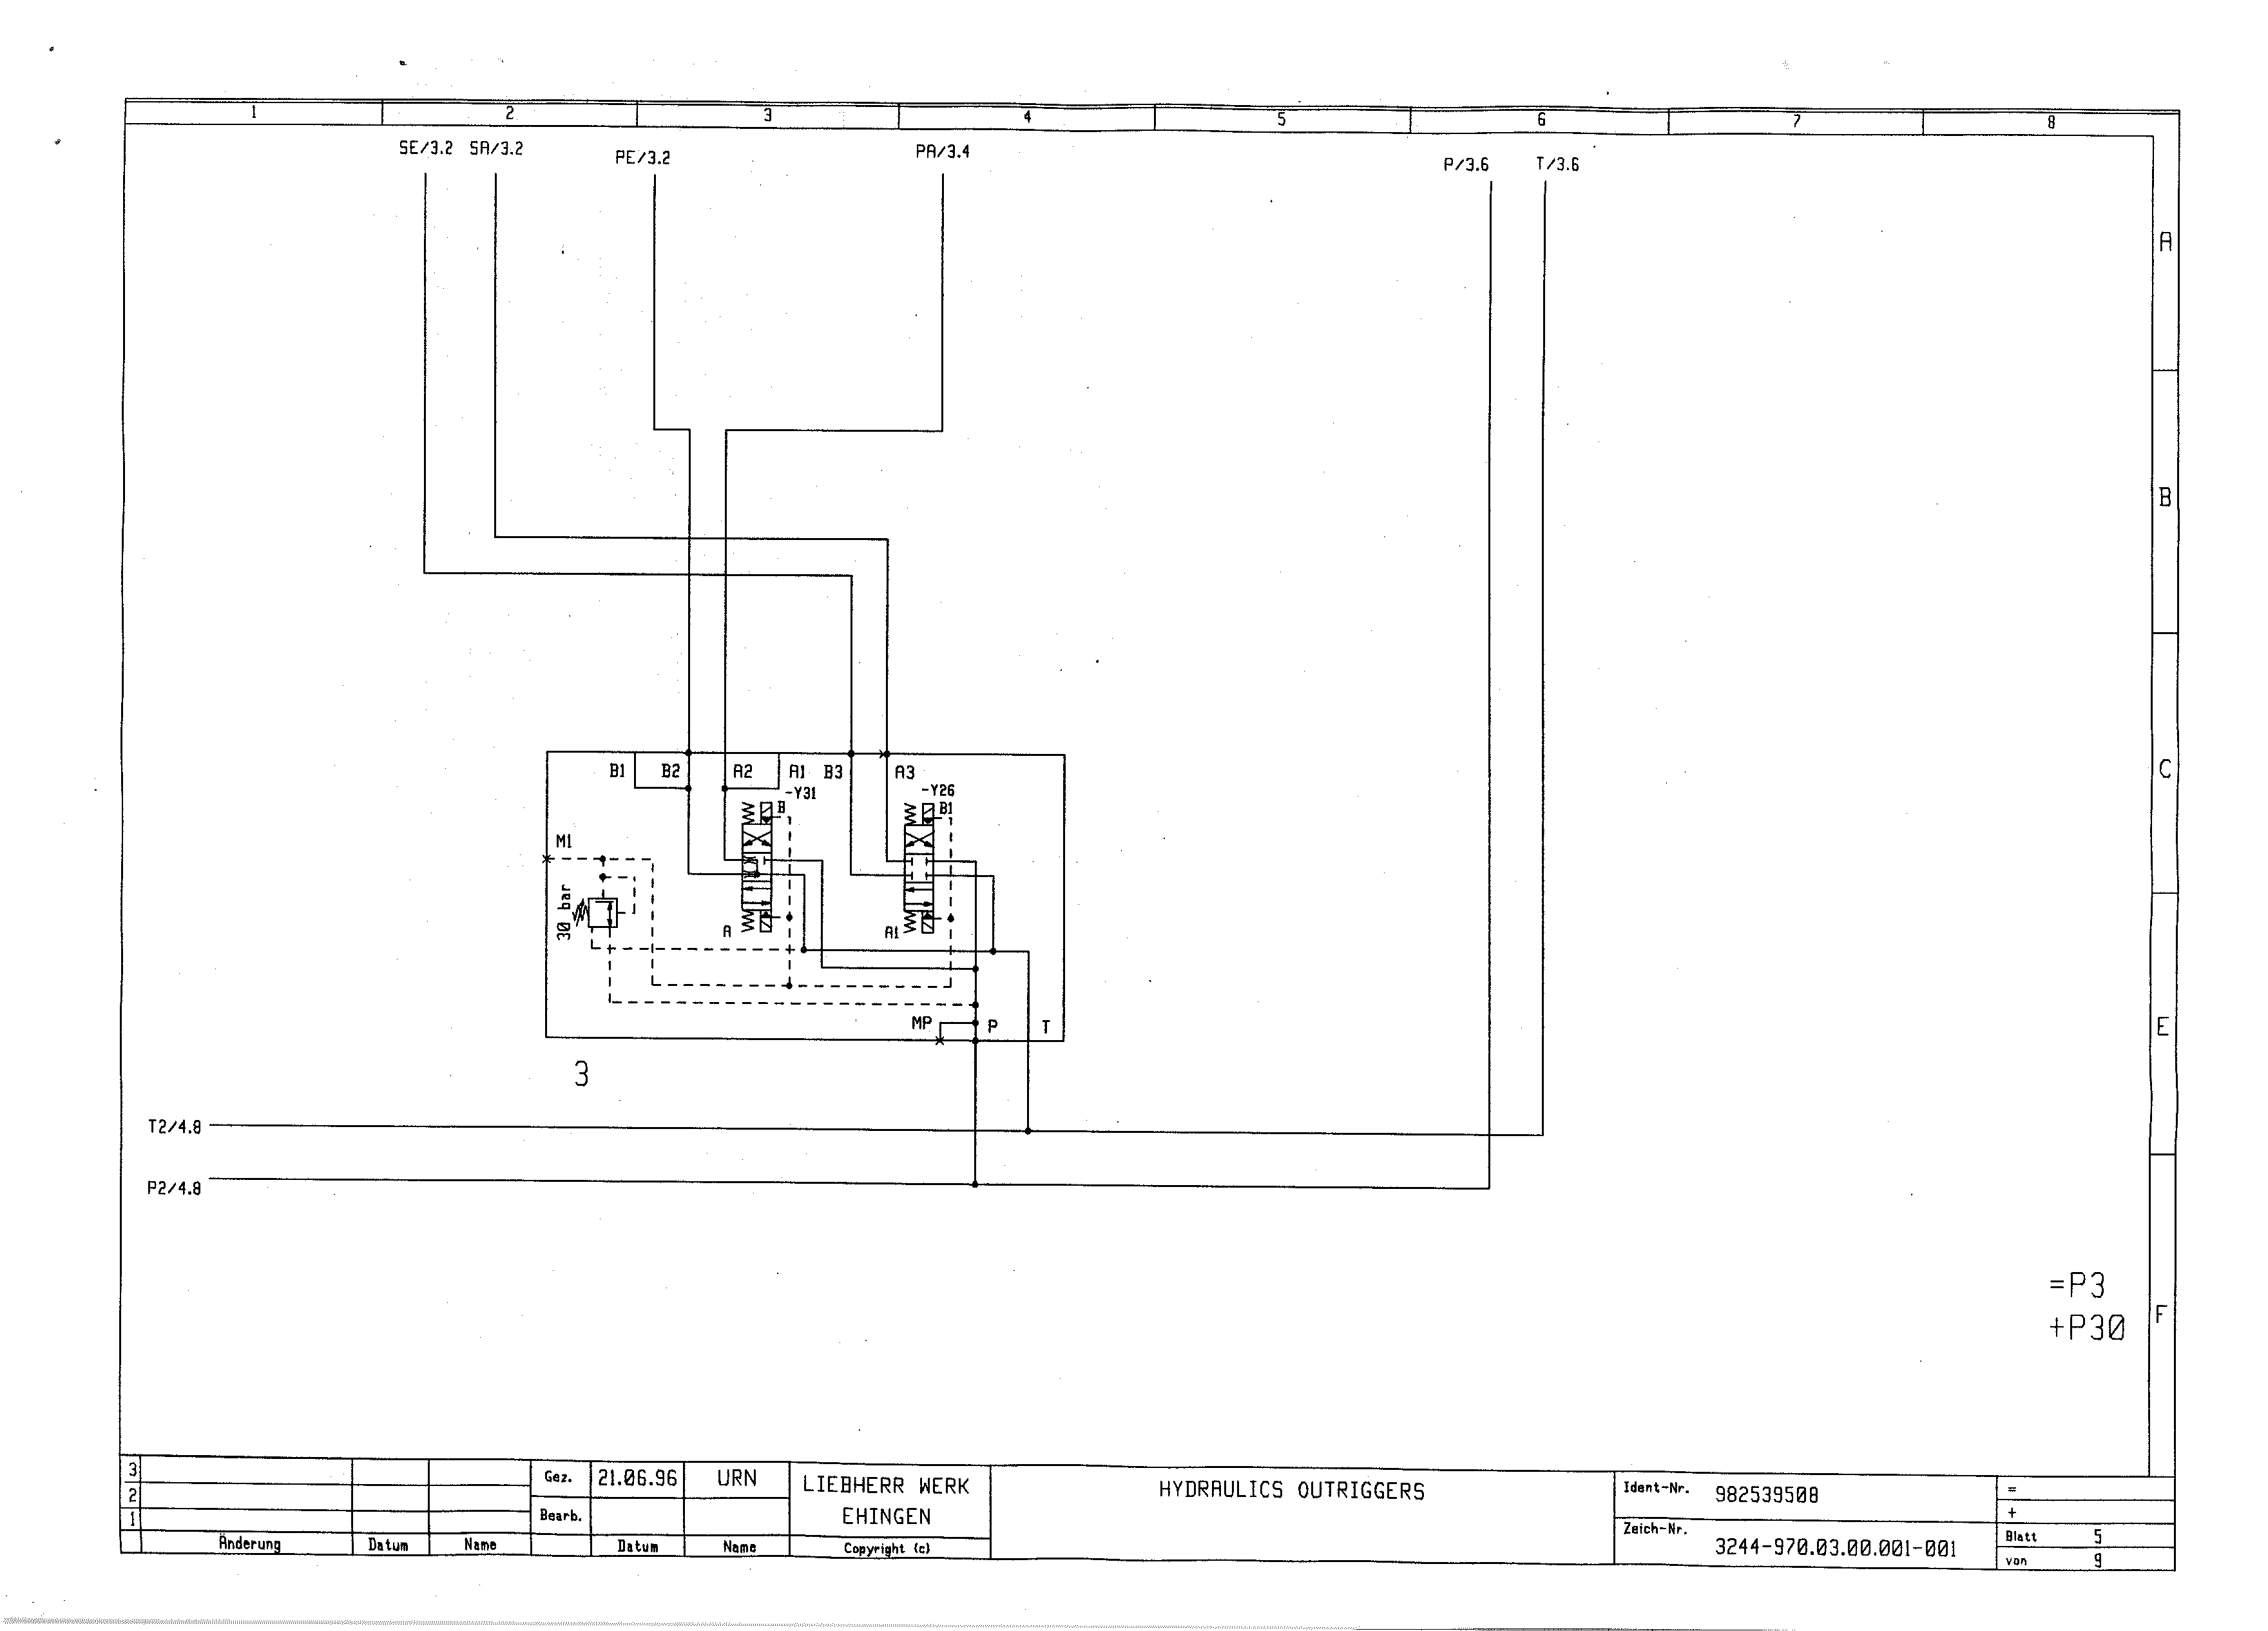 1 2 3 4 5 6 7 8
SE/3.2 SA/3.2 PE/3.2 PA/3.4 P/3.6 T/3.6
A
B
C
E
F
B1 B2 A2 A1 B3 A3
-Y31 -Y26
B B1
M1
30 bar
A A1
MP P T
3
T2/4.8
P2/4.8
=P3
+P30
3
2
1
Änderung Datum Name
Gez. 21.06.96 URN
Bearb.
Datum Name
LIEBHERR WERK
EHINGEN
Copyright (c)
HYDRAULICS OUTRIGGERS
Ident-Nr. 982539508
Zeich-Nr. 3244-970.03.00.001-001
=
+
Blatt 5
von 9